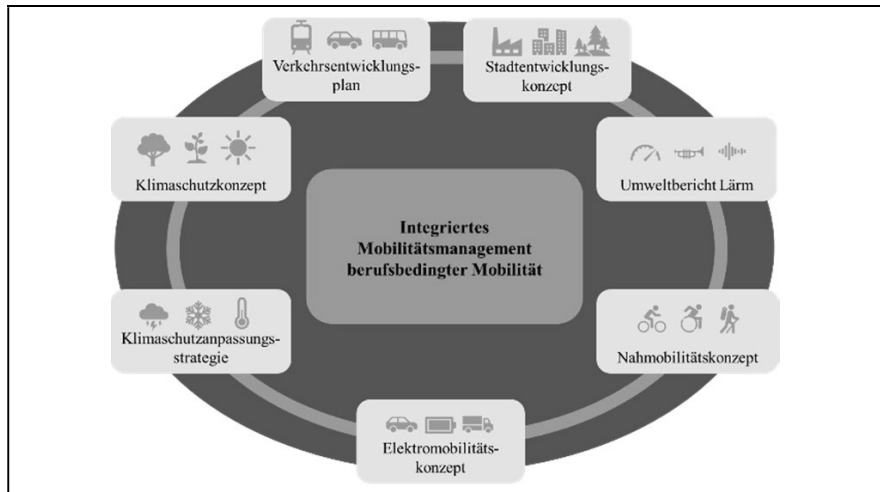 Verkehrsentwicklungs-
plan
Stadtentwicklungs-
konzept
Klimaschutzkonzept
Umweltbericht Lärm
Integriertes
Mobilitätsmanagement
berufsbedingter Mobilität
Klimaschutzanpassungs-
strategie
Nahmobilitätskonzept
Elektromobilitäts-
konzept